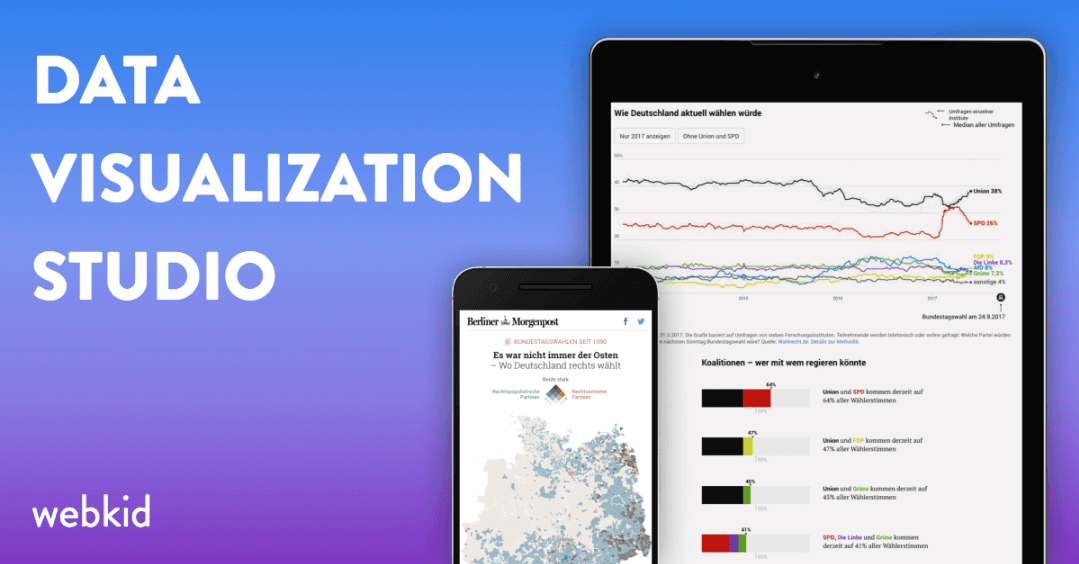 DATA
VISUALIZATION
STUDIO
webkid
Berliner Morgenpost
BUNDESTAGSWAHLEN SEIT 1990
Es war nicht immer der Osten
– Wo Deutschland rechts wählt
Beide stark
Rechtspopulistische
Parteien
Rechtsextreme
Parteien
Wie Deutschland aktuell wählen würde
Umfragen einzelner
Institute
Median aller Umfragen
Nur 2017 anzeigen
Ohne Union und SPD
50%
40
30
20
10
Union 38%
SPD 26%
FDP 9%
Die Linke 8,3%
AfD 8%
Grüne 7,3%
sonstige 4%
2015
2016
2017
Bundestagswahl am 24.9.2017
31.5.2017. Die Grafik basiert auf Umfragen von sieben Forschungsinstituten. Teilnehmende werden telefonisch oder online gefragt: Welche Partei würden
nächsten Sonntag Bundestagswahl wäre? Quelle: Wahlrecht.de. Details zur Methodik.
Koalitionen – wer mit wem regieren könnte
64%
50%
Union und SPD kommen derzeit auf
64% aller Wählerstimmen
47%
50%
Union und FDP kommen derzeit auf
47% aller Wählerstimmen
45%
50%
Union und Grüne kommen derzeit auf
45% aller Wählerstimmen
41%
50%
SPD, Die Linke und Grüne kommen
derzeit auf 41% aller Wählerstimmen